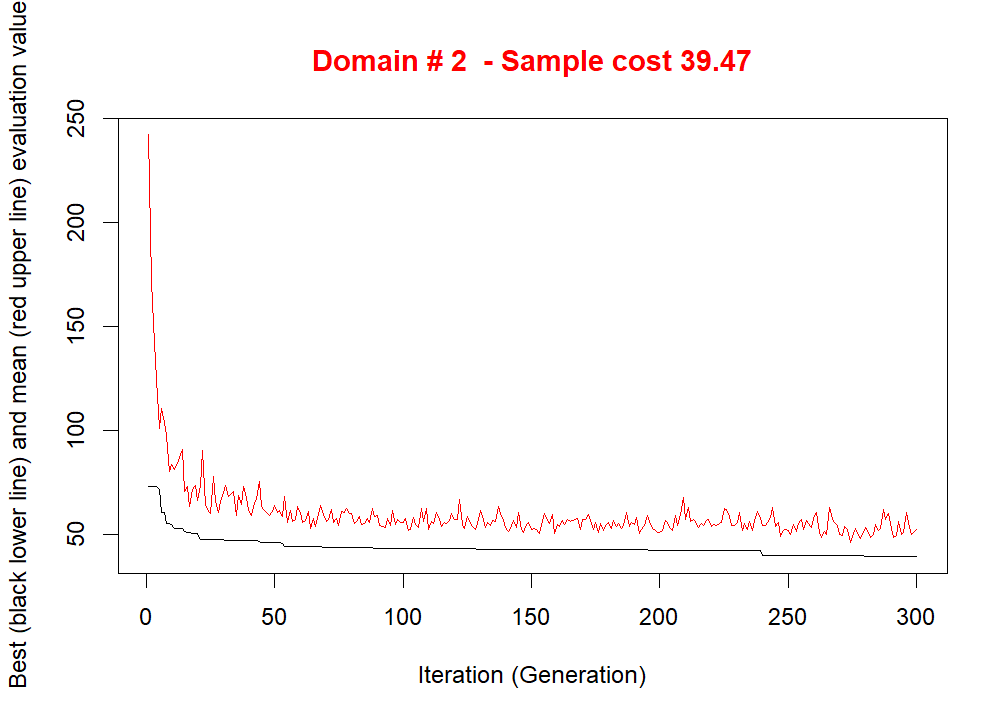 Domain # 2  - Sample cost 39.47
Best (black lower line) and mean (red upper line) evaluation value
250
200
150
100
50
0 50 100 150 200 250 300
Iteration (Generation)